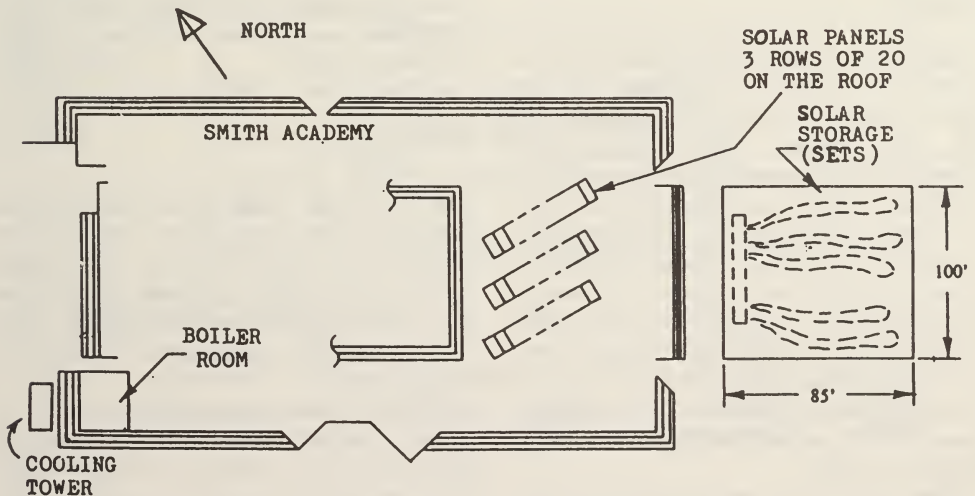 NORTH
SOLAR PANELS
3 ROWS OF 20
ON THE ROOF
SMITH ACADEMY
SOLAR
STORAGE
(SETS)
100'
BOILER
ROOM
85'
COOLING
TOWER